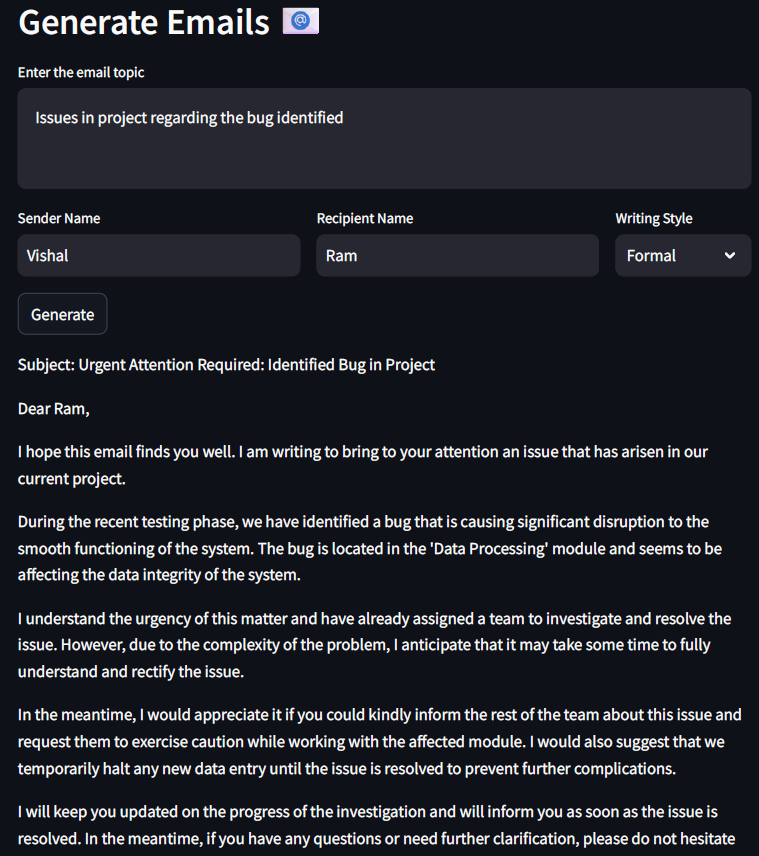 Generate Emails
Enter the email topic
Issues in project regarding the bug identified
Sender Name
Recipient Name
Writing Style
Vishal
Ram
Formal
Generate
Subject: Urgent Attention Required: Identified Bug in Project
Dear Ram,
I hope this email finds you well. I am writing to bring to your attention an issue that has arisen in our
current project.
During the recent testing phase, we have identified a bug that is causing significant disruption to the
smooth functioning of the system. The bug is located in the 'Data Processing' module and seems to be
affecting the data integrity of the system.
I understand the urgency of this matter and have already assigned a team to investigate and resolve the
issue. However, due to the complexity of the problem, I anticipate that it may take some time to fully
understand and rectify the issue.
In the meantime, I would appreciate it if you could kindly inform the rest of the team about this issue and
request them to exercise caution while working with the affected module. I would also suggest that we
temporarily halt any new data entry until the issue is resolved to prevent further complications.
I will keep you updated on the progress of the investigation and will inform you as soon as the issue is
resolved. In the meantime, if you have any questions or need further clarification, please do not hesitate